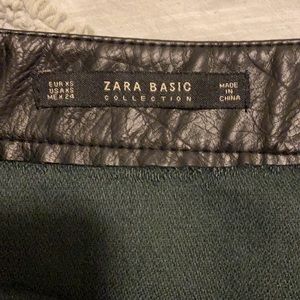 EUR XS
USA XS
MEX 24
ZARA BASIC
COLLECTION
MADE
IN
CHINA